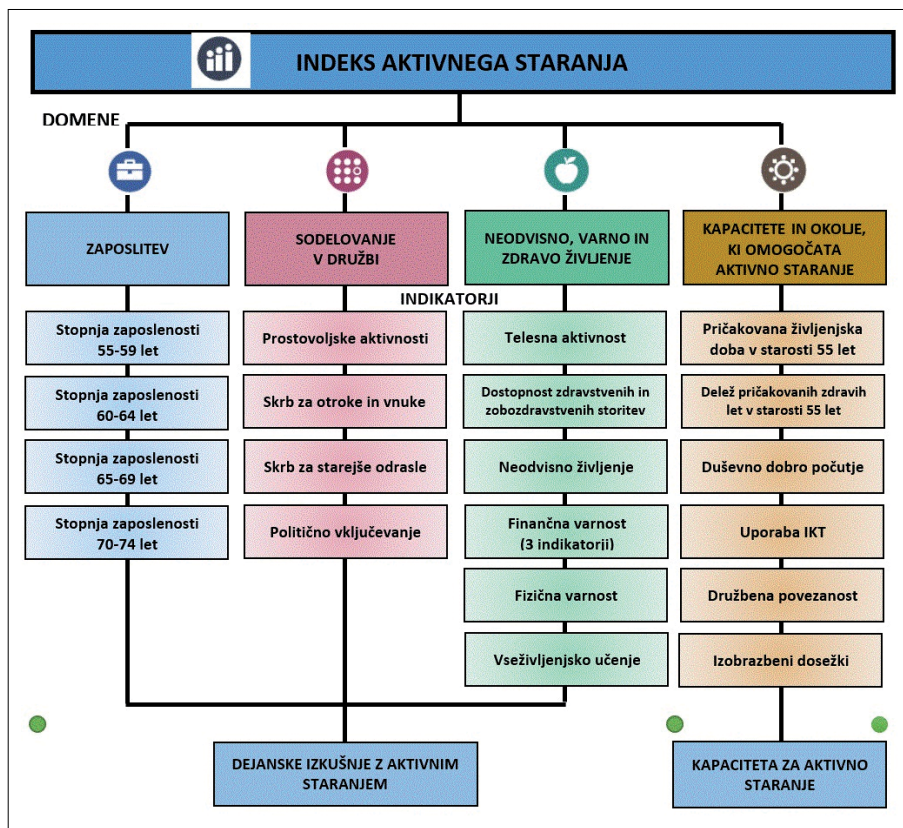 INDEKS AKTIVNEGA STARANJA
DOMENE
ZAPOSLITEV
SODELOVANJE
V DRUŽBI
NEODVISNO, VARNO IN
ZDRAVO ŽIVLJENJE
KAPACITETE IN OKOLJE,
KI OMOGOČATA
AKTIVNO STARANJE
INDIKATORJI
Stopnja zaposlenosti
55-59 let
Stopnja zaposlenosti
60-64 let
Stopnja zaposlenosti
65-69 let
Stopnja zaposlenosti
70-74 let
Prostovoljske aktivnosti
Skrb za otroke in vnuke
Skrb za starejše odrasle
Politično vključevanje
Telesna aktivnost
Dostopnost zdravstvenih in
zobozdravstvenih storitev
Neodvisno življenje
Finančna varnost
(3 indikatorji)
Fizična varnost
Vseživljenjsko učenje
Pričakovana življenjska
doba v starosti 55 let
Delež pričakovanih zdravih
let v starosti 55 let
Duševno dobro počutje
Uporaba IKT
Družbena povezanost
Izobrazbeni dosežki
DEJANSKE IZKUŠNJE Z AKTIVNIM
STARANJEM
KAPACITETA ZA AKTIVNO
STARANJE